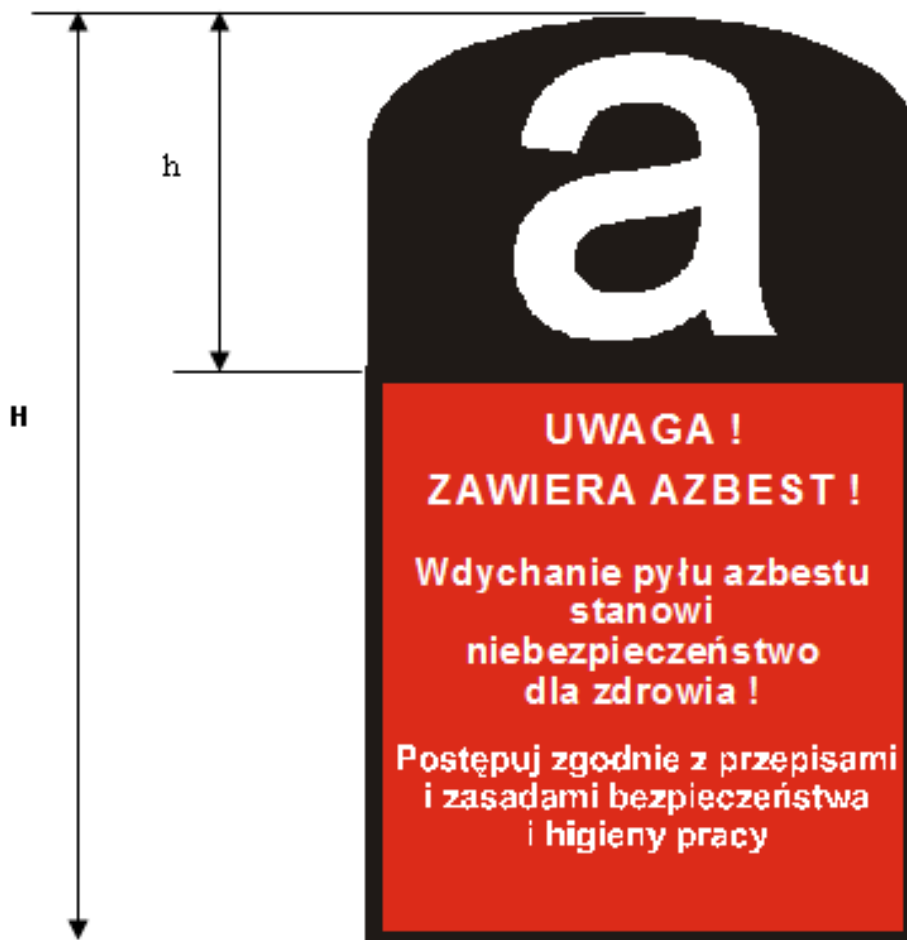 a
h
H
UWAGA !
ZAWIERA AZBEST !
Wdychanie pyłu azbestu
stanowi
niebezpieczeństwo
dla zdrowia !
Postępuj zgodnie z przepisami
i zasadami bezpieczeństwa
i higieny pracy